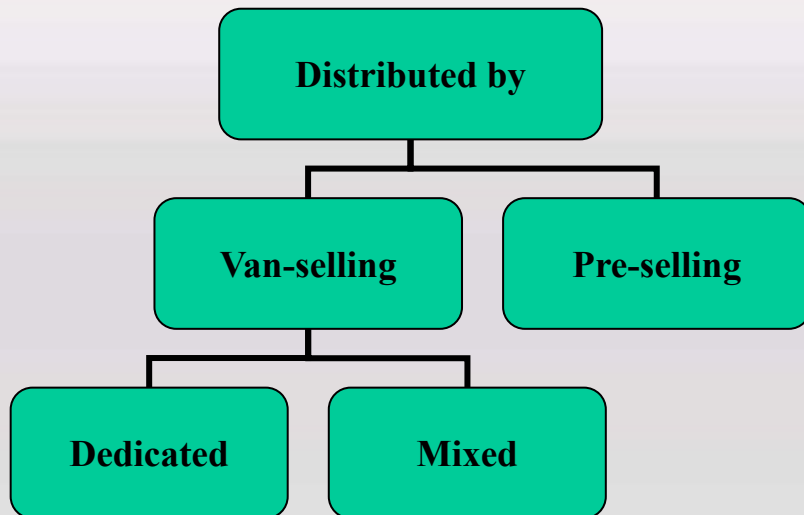 Distributed by
Van-selling
Pre-selling
Dedicated
Mixed